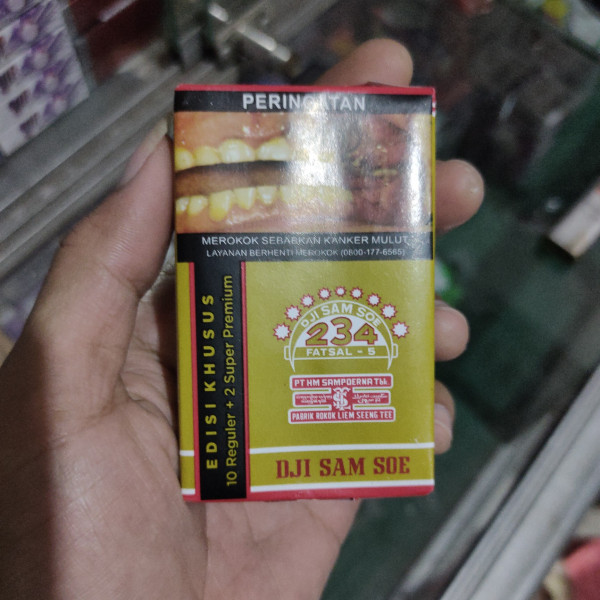 PERINGATAN
MEROKOK SEBABKAN KANKER MULUT
LAYANAN BERHENTI MEROKOK (0800-177-6565)
EDISI KHUSUS
10 Reguler + 2 Super Premium
DJI SAM SOE
234
FATSAL - 5
PT HM SAMPOERNA Tbk
PABRIK ROKOK LIEM SEENG TEE
DJI SAM SOE